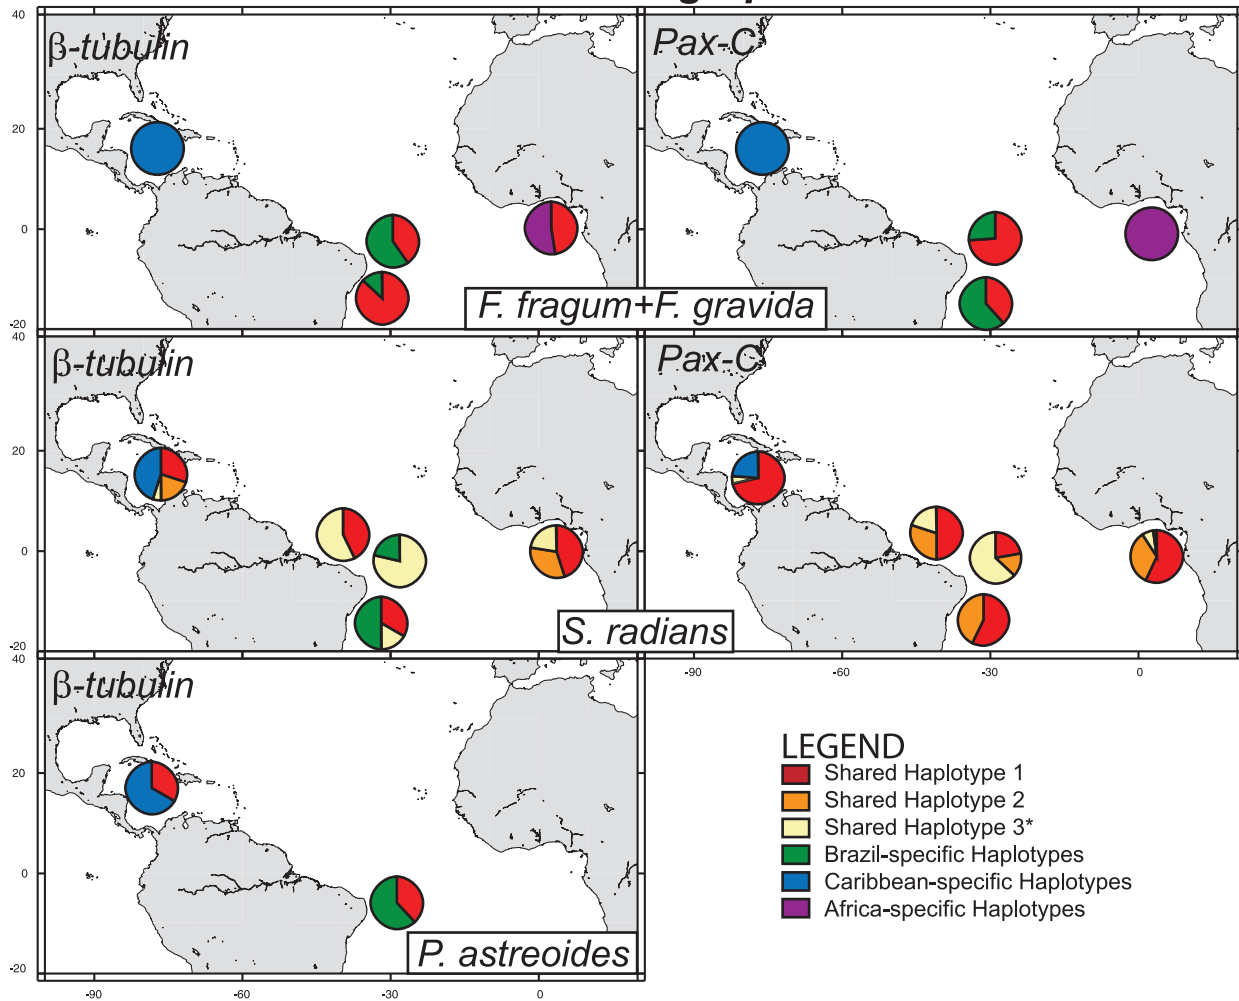 40
β-tubulin
Pax-C
20
0
-20
F. fragum+F. gravida
40
β-tubulin
Pax-C
20
0
-20
S. radians
-90 -60 -30 0
40
β-tubulin
20
0
-20
P. astreoides
-90 -60 -30 0
LEGEND
Shared Haplotype 1
Shared Haplotype 2
Shared Haplotype 3*
Brazil-specific Haplotypes
Caribbean-specific Haplotypes
Africa-specific Haplotypes